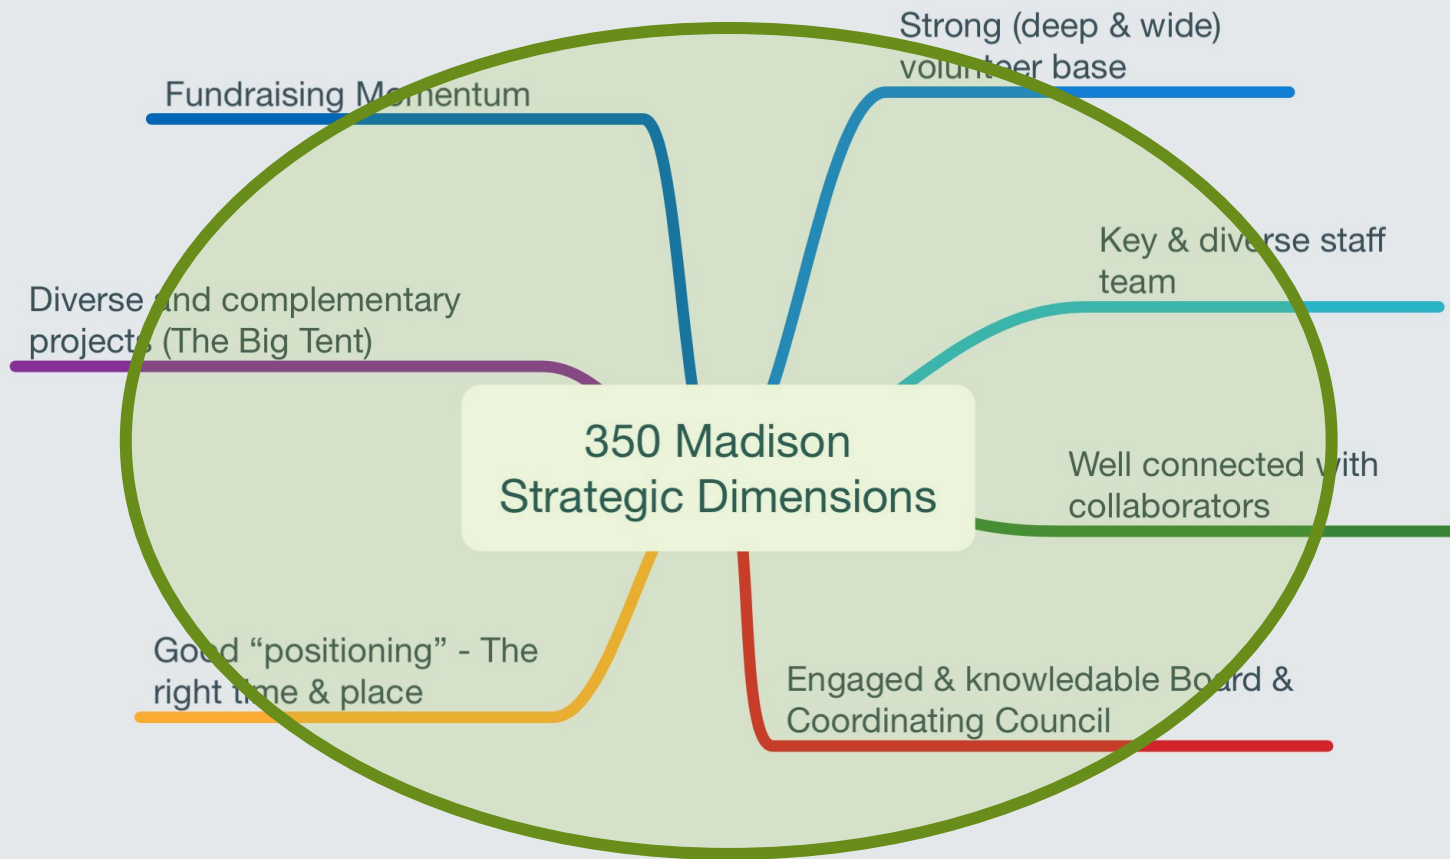 Strong (deep & wide)
volunteer base
Fundraising Momentum
Key & diverse staff
team
Diverse and complementary
projects (The Big Tent)
350 Madison
Strategic Dimensions
Well connected with
collaborators
Good “positioning” - The
right time & place
Engaged & knowledable Board &
Coordinating Council